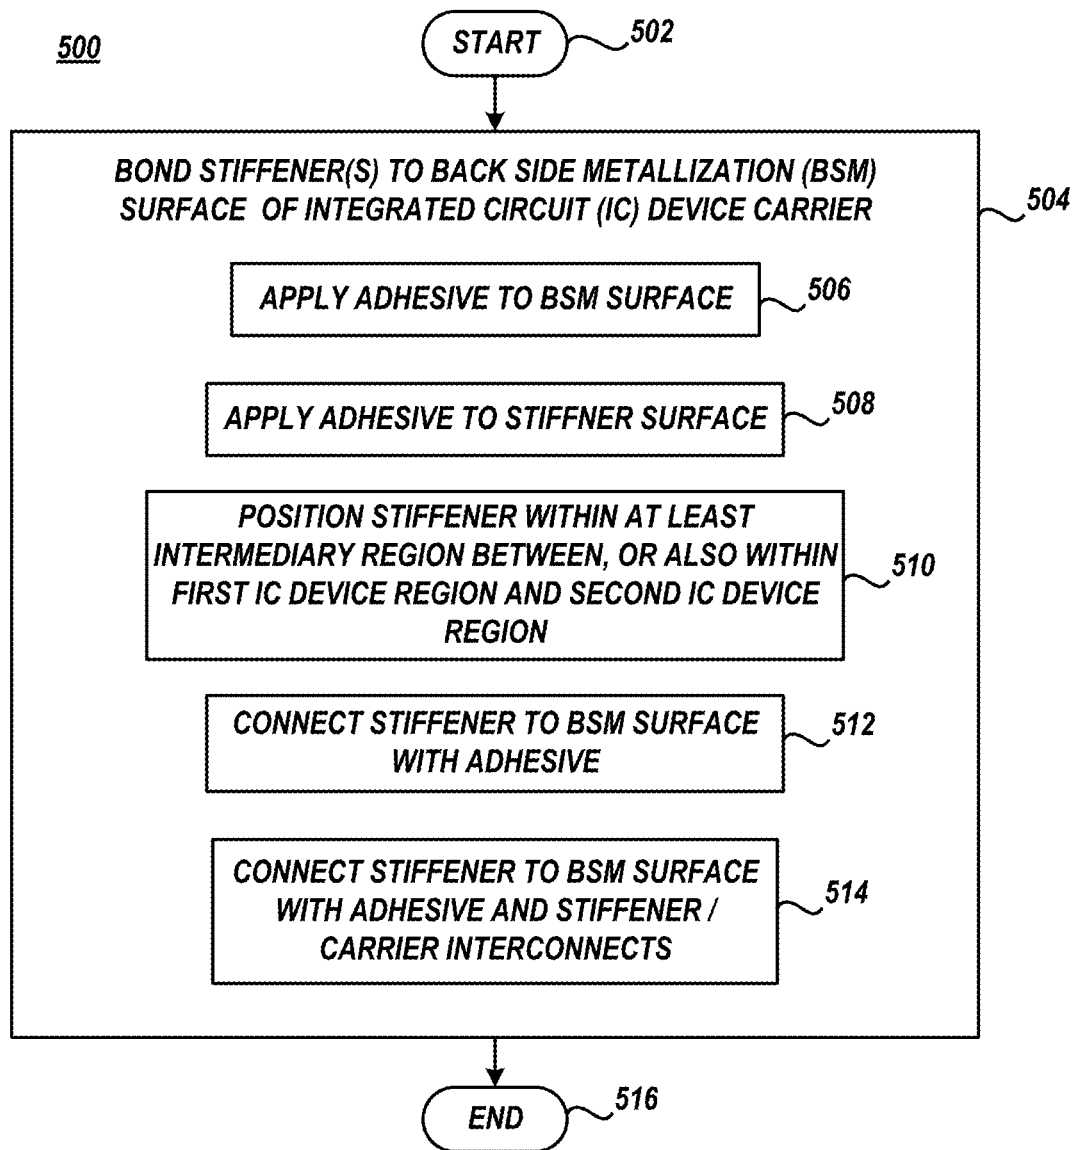 500
START
502
BOND STIFFENER(S) TO BACK SIDE METALLIZATION (BSM)
SURFACE OF INTEGRATED CIRCUIT (IC) DEVICE CARRIER
504
APPLY ADHESIVE TO BSM SURFACE
506
APPLY ADHESIVE TO STIFFNER SURFACE
508
POSITION STIFFENER WITHIN AT LEAST
INTERMEDIARY REGION BETWEEN, OR ALSO WITHIN
FIRST IC DEVICE REGION AND SECOND IC DEVICE
REGION
510
CONNECT STIFFENER TO BSM SURFACE
WITH ADHESIVE
512
CONNECT STIFFENER TO BSM SURFACE
WITH ADHESIVE AND STIFFENER /
CARRIER INTERCONNECTS
514
END
516